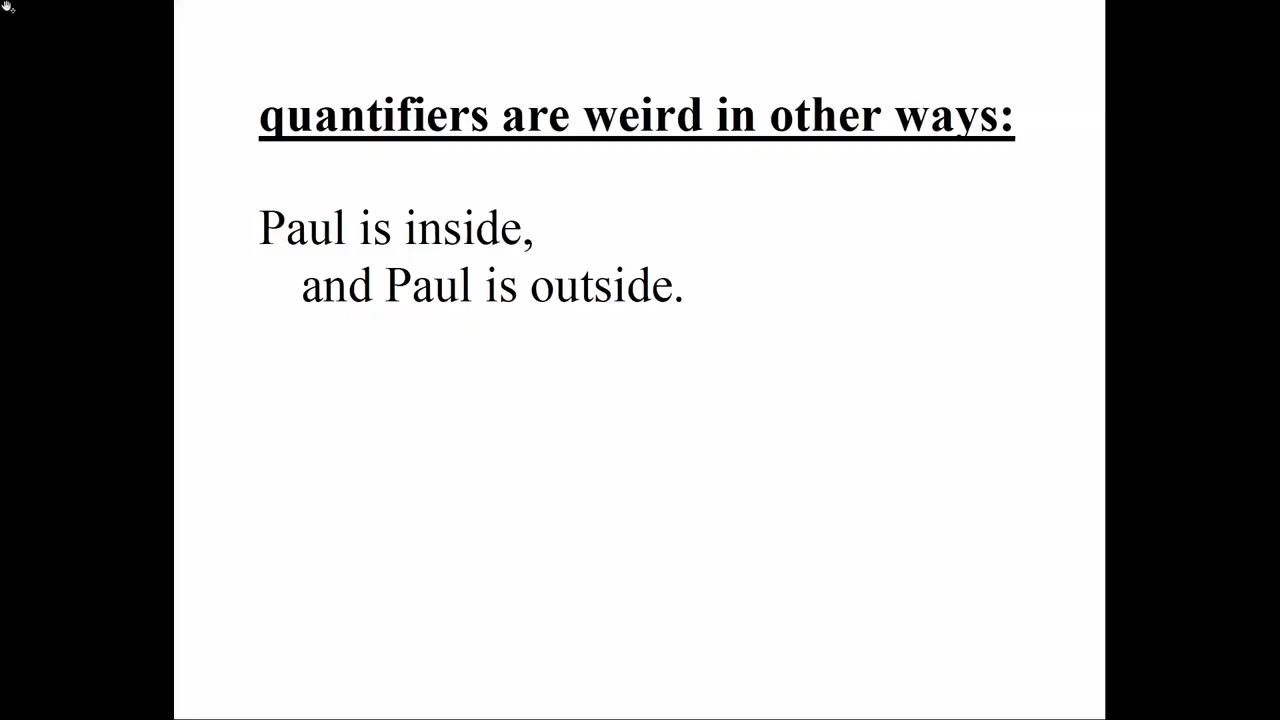 quantifiers are weird in other ways:
Paul is inside,
and Paul is outside.